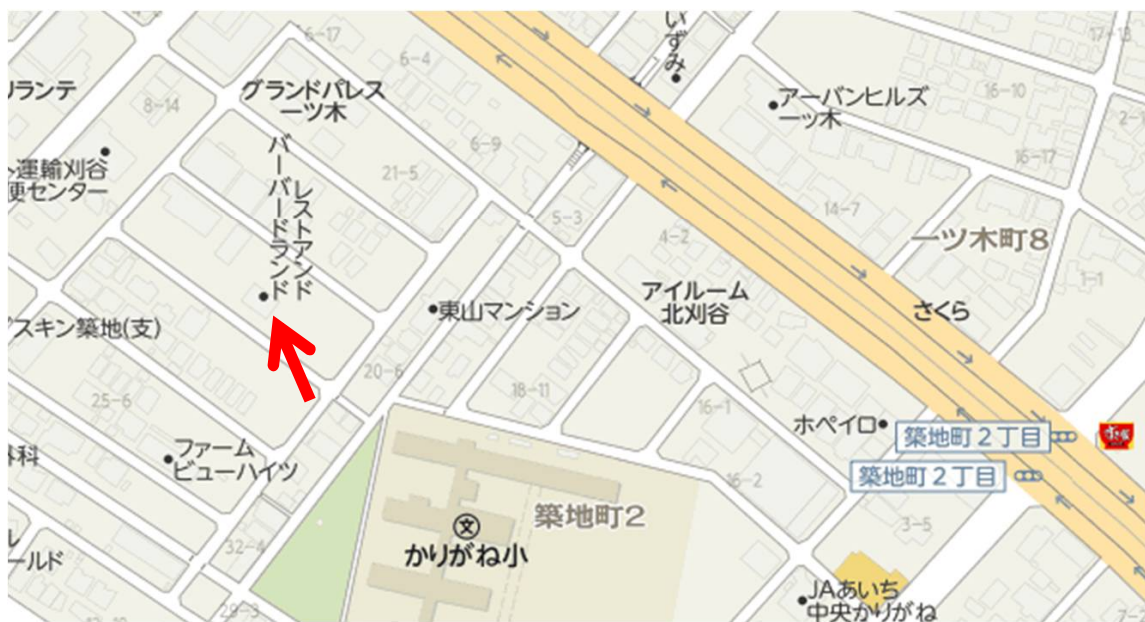 6-17
6-4
いずみ
17-13
リランテ
8-14
グランドパレス
一ツ木
アーバンヒルズ
一ツ木
16-10
6-9
運輸刈谷
便センター
21-5
レストアンド
バーバードランド
16-17
5-3
4-2
14-7
一ツ木町8
1-1
東山マンション
アイルーム
北刈谷
さくら
スキン築地(支)
20-6
18-11
25-6
16-1
ホペイロ
築地町2丁目
すき家
築地町2丁目
ファーム
ビューハイツ
科
16-2
築地町2
3-5
文
かりがね小
32-4
ールド
29-3
JAあいち
中央かりがね